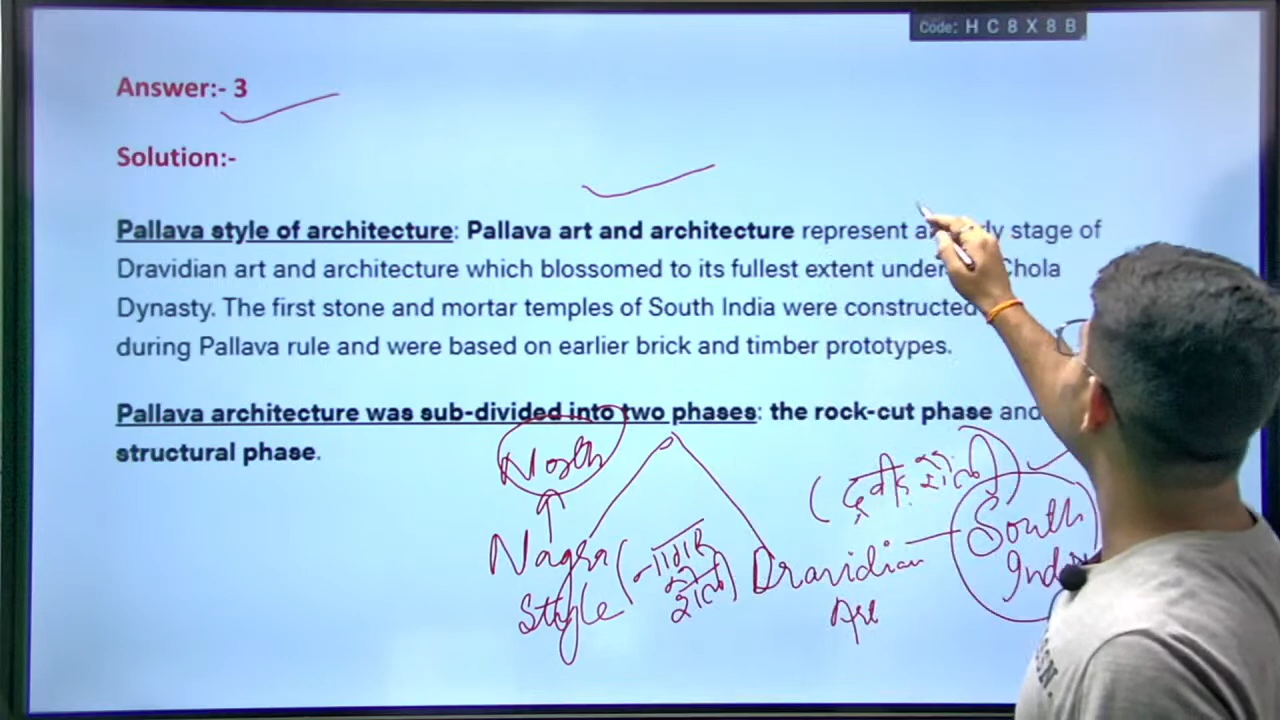 Code: H C 8 X 8 B
Answer:- 3
Solution:-
Pallava style of architecture: Pallava art and architecture represent a stage of
Dravidian art and architecture which blossomed to its fullest extent under Chola
Dynasty. The first stone and mortar temples of South India were constructed
during Pallava rule and were based on earlier brick and timber prototypes.
Pallava architecture was sub-divided into two phases: the rock-cut phase and
structural phase.
North
Nagra
Style
Dravidian
South